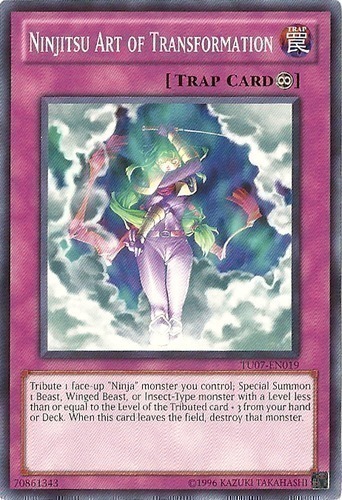 NINJITSU ART OF TRANSFORMATION
TRAP
罠
[TRAP CARD]
TU07-EN019
Tribute 1 face-up "Ninja" monster you control; Special Summon
1 Beast, Winged Beast, or Insect-Type monster with a Level less
than or equal to the Level of the Tributed card + 3 from your hand
or Deck. When this card leaves the field, destroy that monster.
70861343
©1996 KAZUKI TAKAHASHI